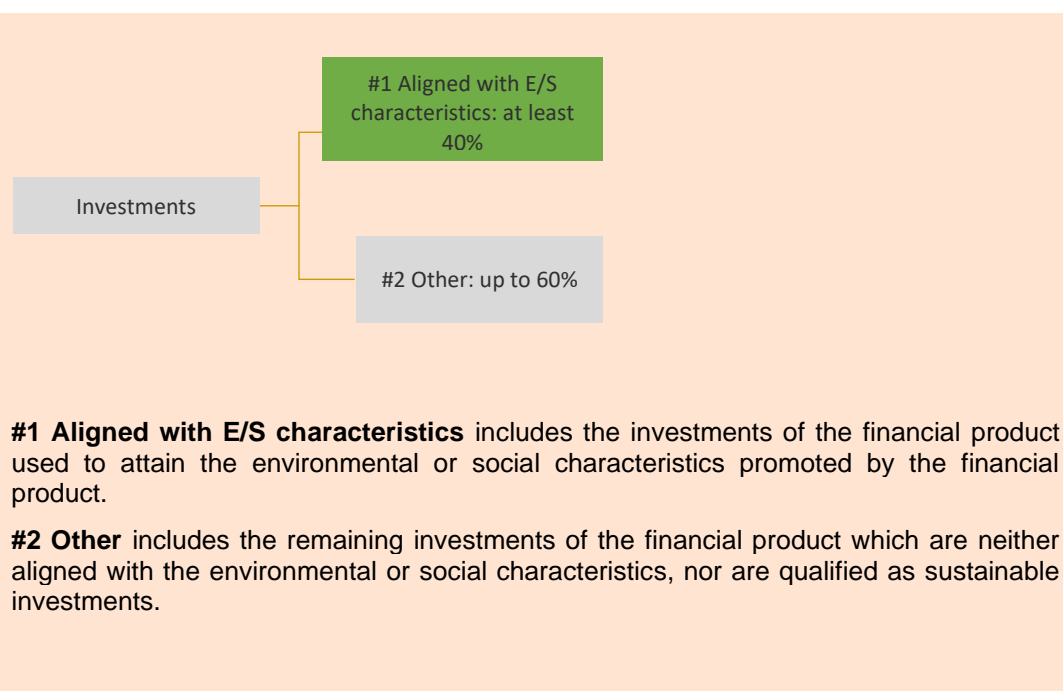 #1 Aligned with E/S
characteristics: at least
40%
Investments
#2 Other: up to 60%
#1 Aligned with E/S characteristics includes the investments of the financial product
used to attain the environmental or social characteristics promoted by the financial
product.
#2 Other includes the remaining investments of the financial product which are neither
aligned with the environmental or social characteristics, nor are qualified as sustainable
investments.